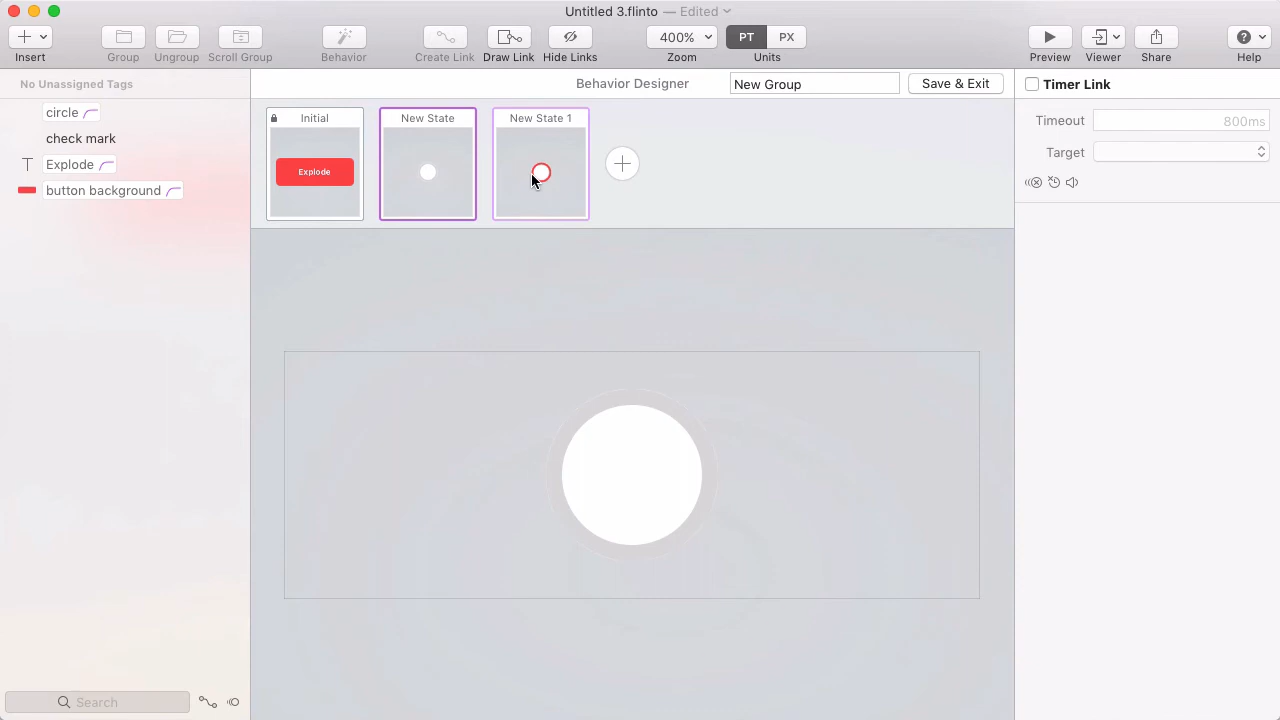 Untitled 3.flinto — Edited
Insert
Group
Ungroup
Scroll Group
Behavior
Create Link
Draw Link
Hide Links
400%
Zoom
PT
PX
Units
Preview
Viewer
Share
Help
No Unassigned Tags
circle
check mark
Explode
button background
Search
Behavior Designer
New Group
Save & Exit
Initial
Explode
New State
New State 1
Timer Link
Timeout
800ms
Target